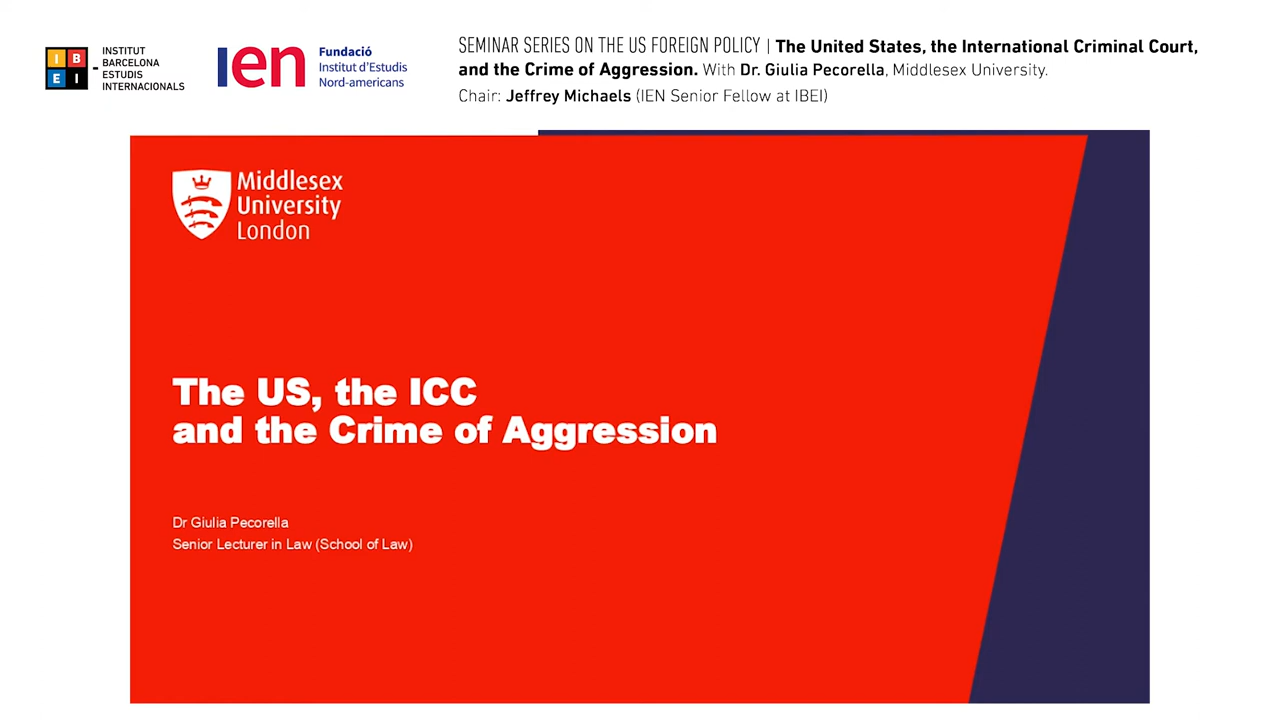 I B
E I
INSTITUT
BARCELONA
ESTUDIS
INTERNACIONALS
ien
Fundació
Institut d'Estudis
Nord-americans
SEMINAR SERIES ON THE US FOREIGN POLICY | The United States, the International Criminal Court,
and the Crime of Aggression. With Dr. Giulia Pecorella, Middlesex University.
Chair: Jeffrey Michaels (IEN Senior Fellow at IBEI)
Middlesex
University
London
The US, the ICC
and the Crime of Aggression
Dr Giulia Pecorella
Senior Lecturer in Law (School of Law)